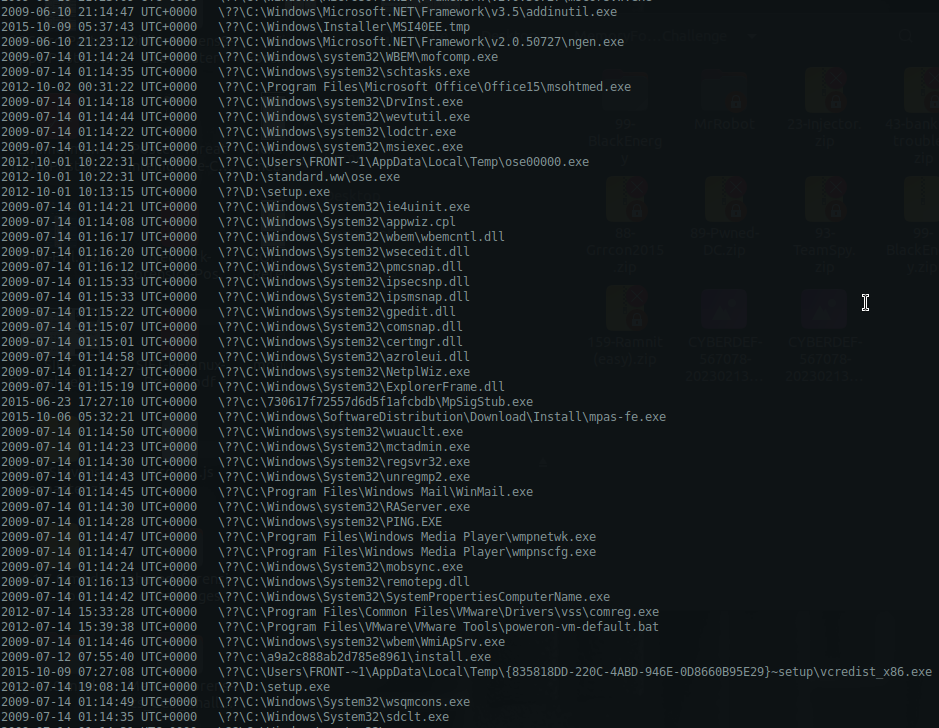 2009-06-10 21:14:47 UTC+0000   \??\C:\Windows\Microsoft.NET\Framework\v3.5\addinutil.exe
2015-10-09 05:37:43 UTC+0000   \??\C:\Windows\Installer\MSI40EE.tmp
2009-06-10 21:23:12 UTC+0000   \??\C:\Windows\Microsoft.NET\Framework\v2.0.50727\ngen.exe
2009-07-14 01:14:24 UTC+0000   \??\C:\Windows\system32\WBEM\mofcomp.exe
2009-07-14 01:14:35 UTC+0000   \??\C:\Windows\system32\schtasks.exe
2012-10-02 00:31:22 UTC+0000   \??\C:\Program Files\Microsoft Office\Office15\msohtmed.exe
2009-07-14 01:14:18 UTC+0000   \??\C:\Windows\system32\DrvInst.exe
2009-07-14 01:14:44 UTC+0000   \??\C:\Windows\system32\wevtutil.exe
2009-07-14 01:14:22 UTC+0000   \??\C:\Windows\system32\lodctr.exe
2009-07-14 01:14:25 UTC+0000   \??\C:\Windows\system32\msiexec.exe
2012-10-01 10:22:31 UTC+0000   \??\C:\Users\FRONT-~1\AppData\Local\Temp\ose00000.exe
2012-10-01 10:22:31 UTC+0000   \??\D:\standard.ww\ose.exe
2012-10-01 10:13:15 UTC+0000   \??\D:\setup.exe
2009-07-14 01:14:21 UTC+0000   \??\C:\Windows\System32\ie4uinit.exe
2009-07-14 01:14:08 UTC+0000   \??\C:\Windows\System32\appwiz.cpl
2009-07-14 01:16:17 UTC+0000   \??\C:\Windows\System32\wbem\wbemcntl.dll
2009-07-14 01:16:20 UTC+0000   \??\C:\Windows\System32\wsecedit.dll
2009-07-14 01:16:12 UTC+0000   \??\C:\Windows\System32\pmcsnap.dll
2009-07-14 01:15:33 UTC+0000   \??\C:\Windows\System32\ipsecsnp.dll
2009-07-14 01:15:33 UTC+0000   \??\C:\Windows\System32\ipsmsnap.dll
2009-07-14 01:15:22 UTC+0000   \??\C:\Windows\System32\gpedit.dll
2009-07-14 01:15:07 UTC+0000   \??\C:\Windows\System32\comsnap.dll
2009-07-14 01:15:01 UTC+0000   \??\C:\Windows\System32\certmgr.dll
2009-07-14 01:14:58 UTC+0000   \??\C:\Windows\System32\azroleui.dll
2009-07-14 01:14:27 UTC+0000   \??\C:\Windows\System32\NetplWiz.exe
2009-07-14 01:15:19 UTC+0000   \??\C:\Windows\System32\ExplorerFrame.dll
2015-06-23 17:27:10 UTC+0000   \??\c:\730617f72557d6d5f1afcbdb\MpSigStub.exe
2015-10-06 05:32:21 UTC+0000   \??\C:\Windows\SoftwareDistribution\Download\Install\mpas-fe.exe
2009-07-14 01:14:50 UTC+0000   \??\C:\Windows\system32\wuauclt.exe
2009-07-14 01:14:23 UTC+0000   \??\C:\Windows\System32\mctadmin.exe
2009-07-14 01:14:30 UTC+0000   \??\C:\Windows\System32\regsvr32.exe
2009-07-14 01:14:43 UTC+0000   \??\C:\Windows\System32\unregmp2.exe
2009-07-14 01:14:45 UTC+0000   \??\C:\Program Files\Windows Mail\WinMail.exe
2009-07-14 01:14:30 UTC+0000   \??\C:\Windows\system32\RAServer.exe
2009-07-14 01:14:28 UTC+0000   \??\C:\Windows\system32\PING.EXE
2009-07-14 01:14:47 UTC+0000   \??\C:\Program Files\Windows Media Player\wmpnetwk.exe
2009-07-14 01:14:47 UTC+0000   \??\C:\Program Files\Windows Media Player\wmpnscfg.exe
2009-07-14 01:14:24 UTC+0000   \??\C:\Windows\System32\mobsync.exe
2009-07-14 01:16:13 UTC+0000   \??\C:\Windows\system32\remotepg.dll
2009-07-14 01:14:42 UTC+0000   \??\C:\Windows\System32\SystemPropertiesComputerName.exe
2012-07-14 15:33:28 UTC+0000   \??\C:\Program Files\Common Files\VMware\Drivers\vss\comreg.exe
2012-07-14 15:39:38 UTC+0000   \??\C:\Program Files\VMware\VMware Tools\poweron-vm-default.bat
2009-07-14 01:14:46 UTC+0000   \??\C:\Windows\system32\wbem\WmiApSrv.exe
2009-07-12 07:55:40 UTC+0000   \??\c:\a9a2c888ab2d785e8961\install.exe
2015-10-09 07:27:08 UTC+0000   \??\C:\Users\FRONT-~1\AppData\Local\Temp\{835818DD-220C-4ABD-946E-0D8660B95E29}~setup\vcredist_x86.exe
2012-07-14 19:08:14 UTC+0000   \??\D:\setup.exe
2009-07-14 01:14:49 UTC+0000   \??\C:\Windows\System32\wsqmcons.exe
2009-07-14 01:14:35 UTC+0000   \??\C:\Windows\System32\sdclt.exe